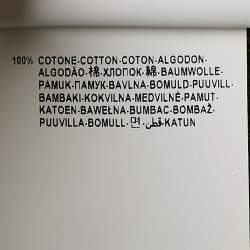 100% COTONE·COTTON·COTON·ALGODON·
ALGODÃO·棉·ХЛОПОК·綿·BAUMWOLLE·
PAMUK·ПАМУК·BAVLNA·BOMULD·PUUVILL·
BAMBAKI·KOKVILNA·MEDVILNĖ·PAMUT·
KATOEN·BAWEŁNA·BUMBAC·BOMBAŽ·
PUUVILLA·BOMULL·면·قطن·KATUN